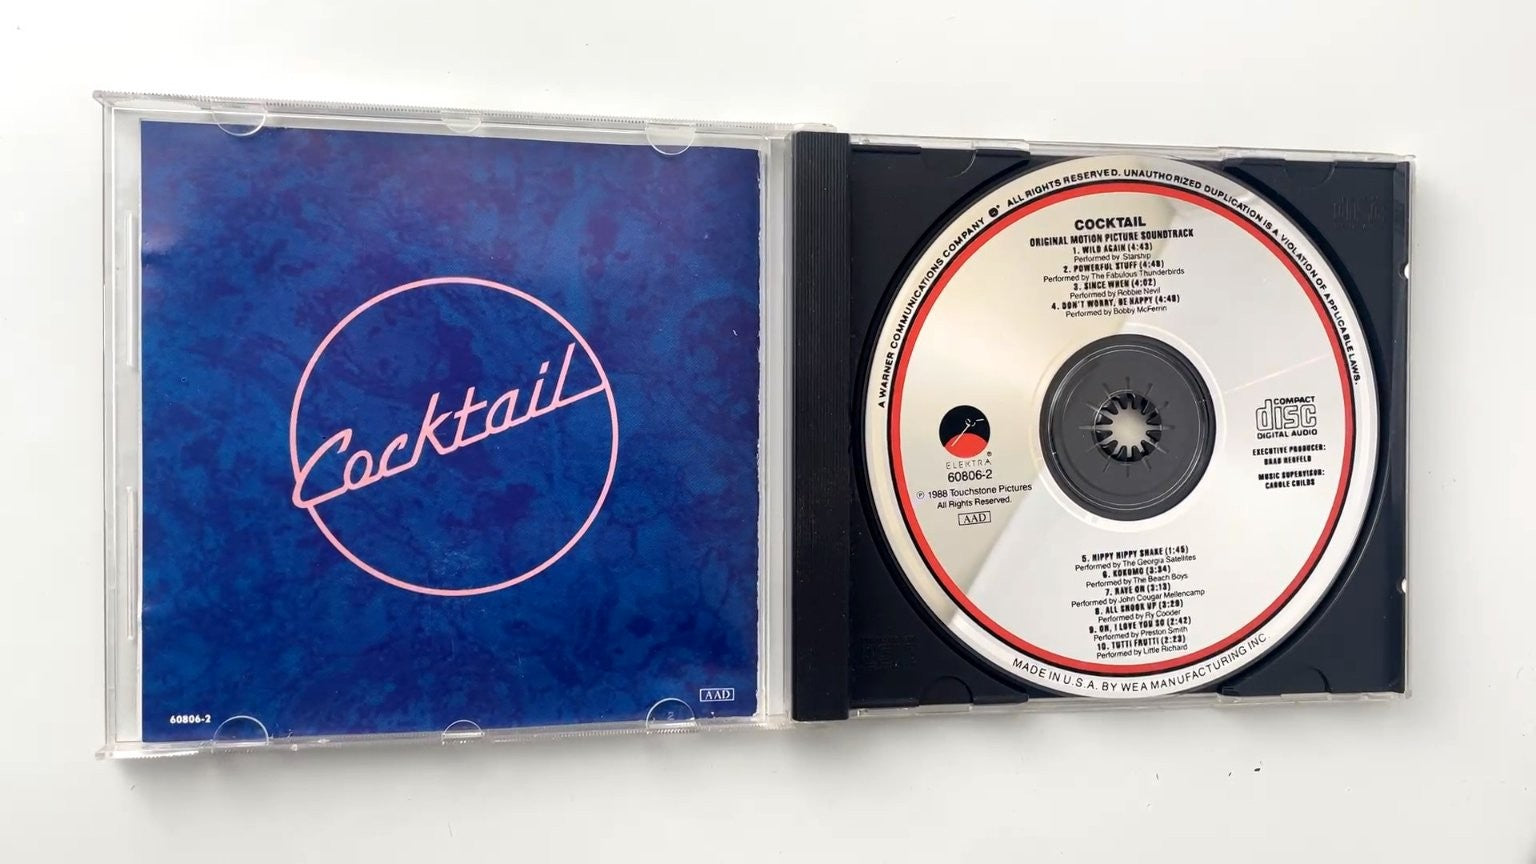 Cocktail
AAD
60806-2
A WARNER COMMUNICATIONS COMPANY ALL RIGHTS RESERVED. UNAUTHORIZED DUPLICATION IS A VIOLATION OF APPLICABLE LAWS.
COCKTAIL
ORIGINAL MOTION PICTURE SOUNDTRACK
1. WILD AGAIN (4:43)
Performed by Starship
2. POWERFUL STUFF (4:48)
Performed by The Fabulous Thunderbirds
3. SINCE WHEN (4:02)
Performed by Robbie Nevil
4. DON'T WORRY, BE HAPPY (4:48)
Performed by Bobby McFerrin
ELEKTRA®
60806-2
℗ 1988 Touchstone Pictures
All Rights Reserved.
AAD
COMPACT
disc
DIGITAL AUDIO
EXECUTIVE PRODUCER:
BRAD NEUFELD
MUSIC SUPERVISOR:
CAROLE CHILDS
5. HIPPY HIPPY SHAKE (1:45)
Performed by The Georgia Satellites
6. KOKOMO (3:34)
Performed by The Beach Boys
7. RAVE ON (3:13)
Performed by John Cougar Mellencamp
8. ALL SHOOK UP (3:29)
Performed by Ry Cooder
9. OH, I LOVE YOU SO (2:42)
Performed by Preston Smith
10. TUTTI FRUTTI (2:23)
Performed by Little Richard
MADE IN U.S.A. BY WEA MANUFACTURING INC.
disc